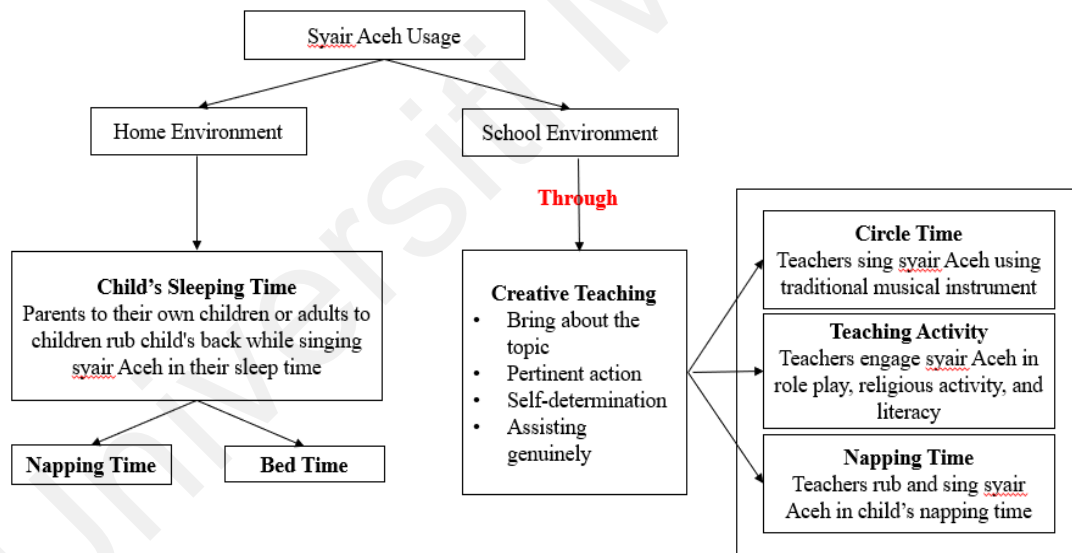 Syair Aceh Usage
Home Environment
School Environment
Through
Child's Sleeping Time
Parents to their own children or adults to
children rub child's back while singing
syair Aceh in their sleep time
Napping Time
Bed Time
Creative Teaching
• Bring about the
topic
• Pertinent action
• Self-determination
• Assisting
genuinely
Circle Time
Teachers sing syair Aceh using
traditional musical instrument
Teaching Activity
Teachers engage syair Aceh in
role play, religious activity, and
literacy
Napping Time
Teachers rub and sing syair
Aceh in child's napping time
Universiti M